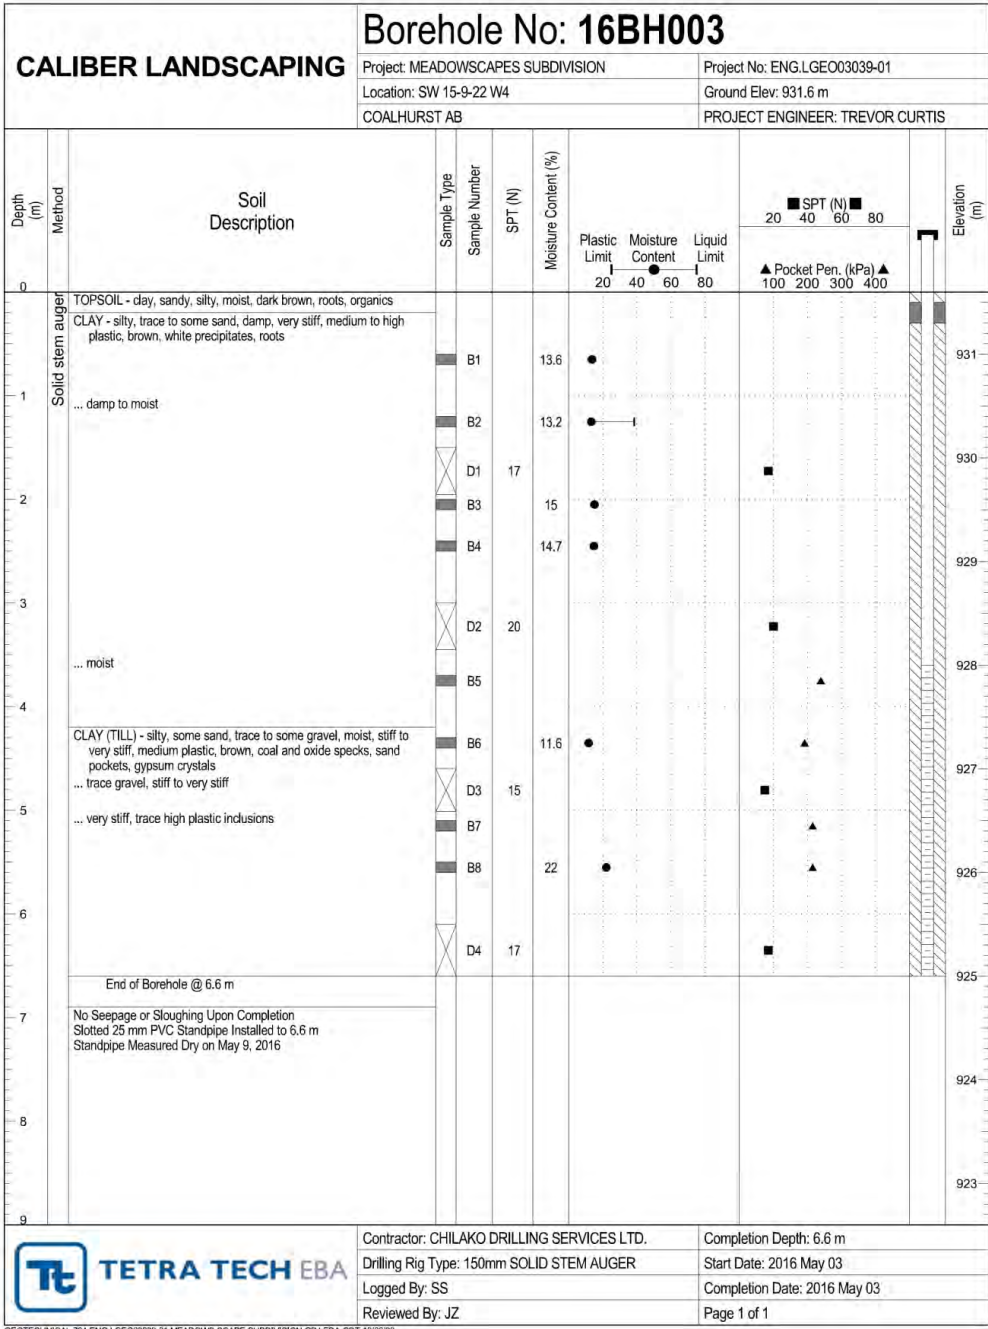 CALIBER LANDSCAPING
Borehole No: 16BH003
Project: MEADOWSCAPES SUBDIVISION
Project No: ENG.LGEO03039-01
Location: SW 15-9-22 W4
Ground Elev: 931.6 m
COALHURST AB
PROJECT ENGINEER: TREVOR CURTIS
Depth
(m)
Method
Soil
Description
Sample Type
Sample Number
SPT (N)
Moisture Content (%)
Plastic Moisture Liquid
Limit Content Limit
20 40 60 80
■ SPT (N) ■
20 40 60 80
▲ Pocket Pen. (kPa) ▲
100 200 300 400
Elevation
(m)
0
Solid stem auger
TOPSOIL - clay, sandy, silty, moist, dark brown, roots, organics
CLAY - silty, trace to some sand, damp, very stiff, medium to high
plastic, brown, white precipitates, roots
B1 13.6
931
1
... damp to moist
B2 13.2
930
D1 17
2
B3 15
B4 14.7
929
3
D2 20
... moist
928
B5
4
CLAY (TILL) - silty, some sand, trace to some gravel, moist, stiff to
very stiff, medium plastic, brown, coal and oxide specks, sand
pockets, gypsum crystals
B6 11.6
927
... trace gravel, stiff to very stiff
D3 15
5
... very stiff, trace high plastic inclusions
B7
B8 22
926
6
D4 17
925
End of Borehole @ 6.6 m
7
No Seepage or Sloughing Upon Completion
Slotted 25 mm PVC Standpipe Installed to 6.6 m
Standpipe Measured Dry on May 9, 2016
924
8
923
9
Tt TETRA TECH EBA
Contractor: CHILAKO DRILLING SERVICES LTD.
Completion Depth: 6.6 m
Drilling Rig Type: 150mm SOLID STEM AUGER
Start Date: 2016 May 03
Logged By: SS
Completion Date: 2016 May 03
Reviewed By: JZ
Page 1 of 1